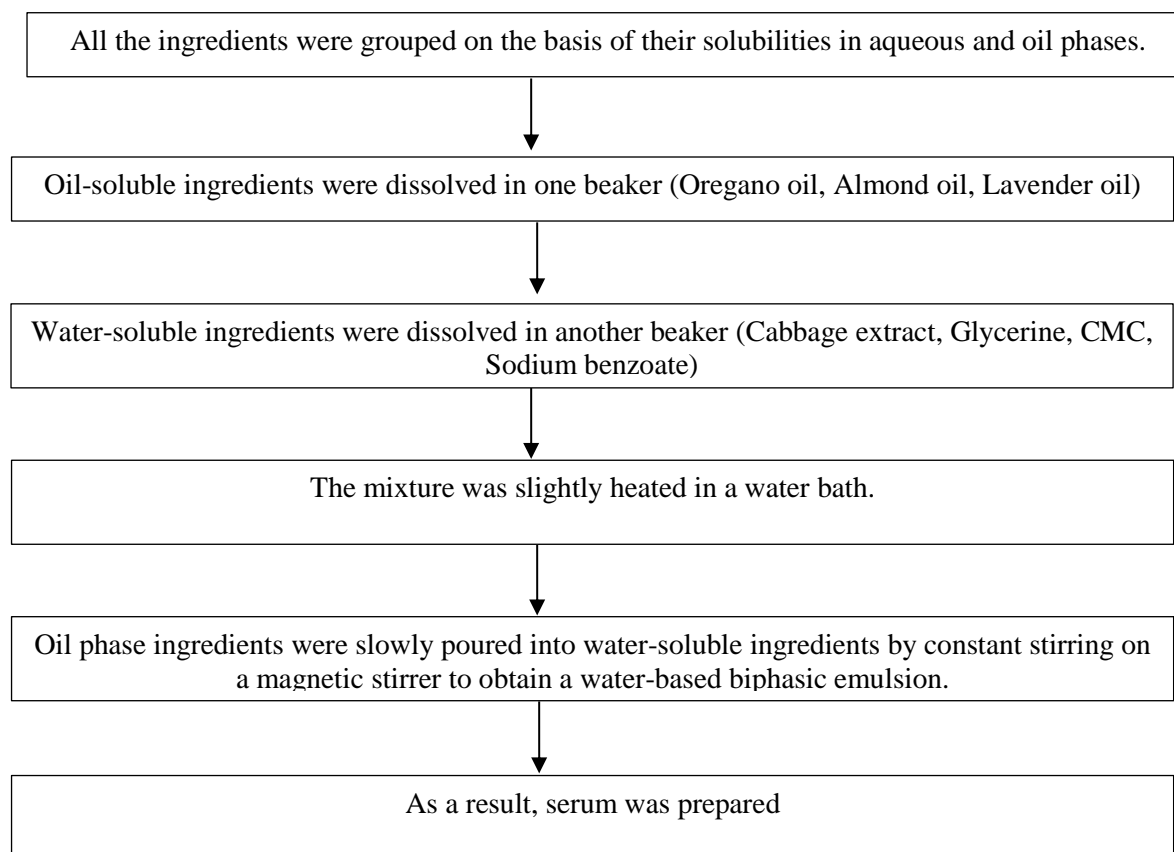 All the ingredients were grouped on the basis of their solubilities in aqueous and oil phases.
Oil-soluble ingredients were dissolved in one beaker (Oregano oil, Almond oil, Lavender oil)
Water-soluble ingredients were dissolved in another beaker (Cabbage extract, Glycerine, CMC,
Sodium benzoate)
The mixture was slightly heated in a water bath.
Oil phase ingredients were slowly poured into water-soluble ingredients by constant stirring on
a magnetic stirrer to obtain a water-based biphasic emulsion.
As a result, serum was prepared